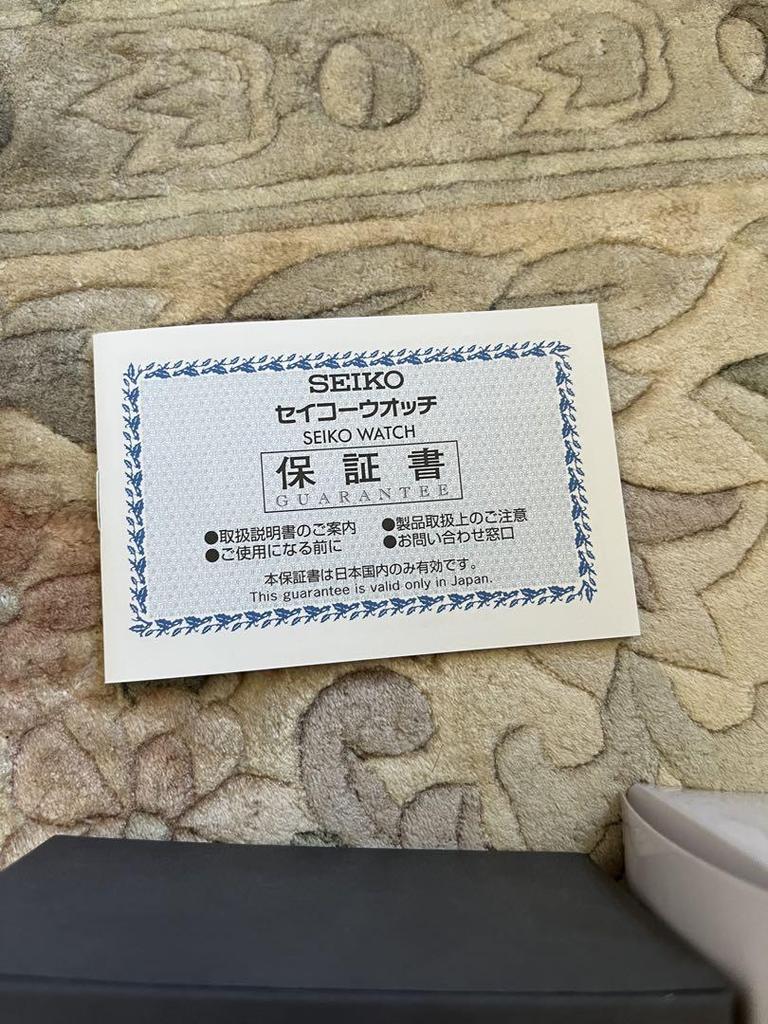 SEIKO
セイコーウオッチ
SEIKO WATCH
保証書
GUARANTEE
●取扱説明書のご案内 ●製品取扱上のご注意
●ご使用になる前に ●お問い合わせ窓口
本保証書は日本国内のみ有効です。
This guarantee is valid only in Japan.